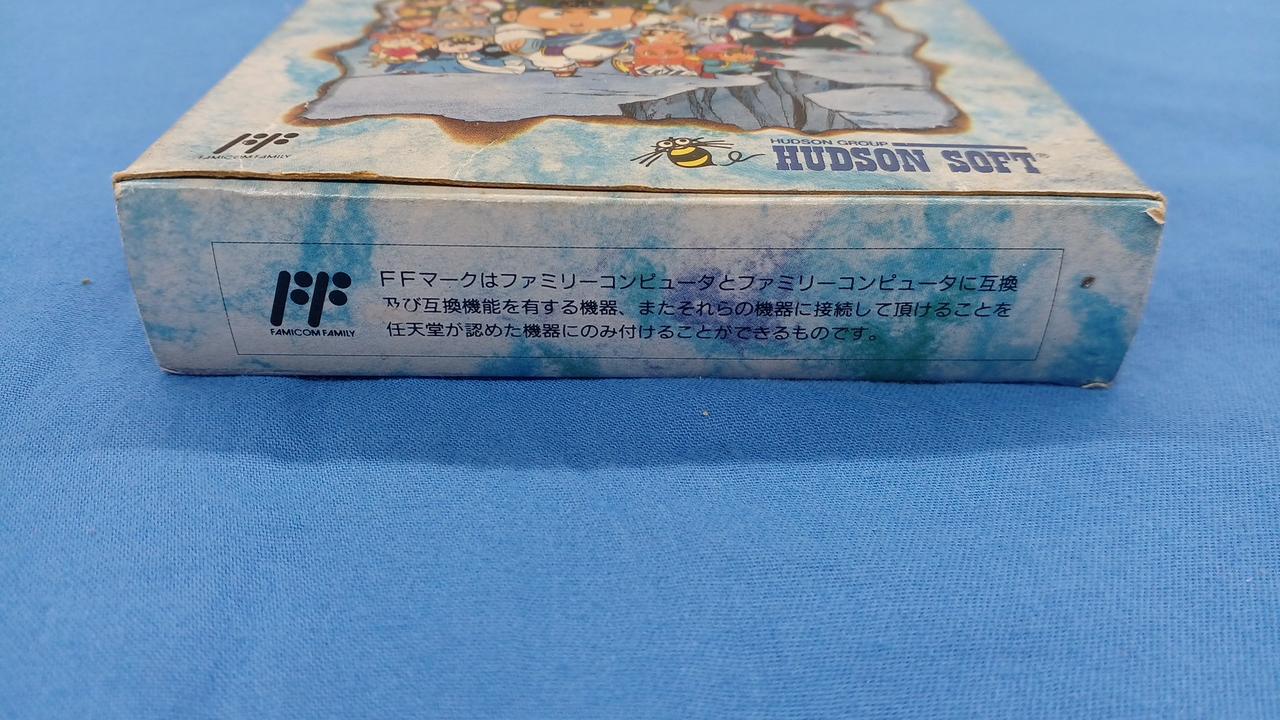 FAMICOM FAMILY
HUDSON GROUP
HUDSON SOFT®
FAMICOM FAMILY
FFマークはファミリーコンピュータとファミリーコンピュータに互換
及び互換機能を有する機器、またそれらの機器に接続して頂けることを
任天堂が認めた機器にのみ付けることができるものです。